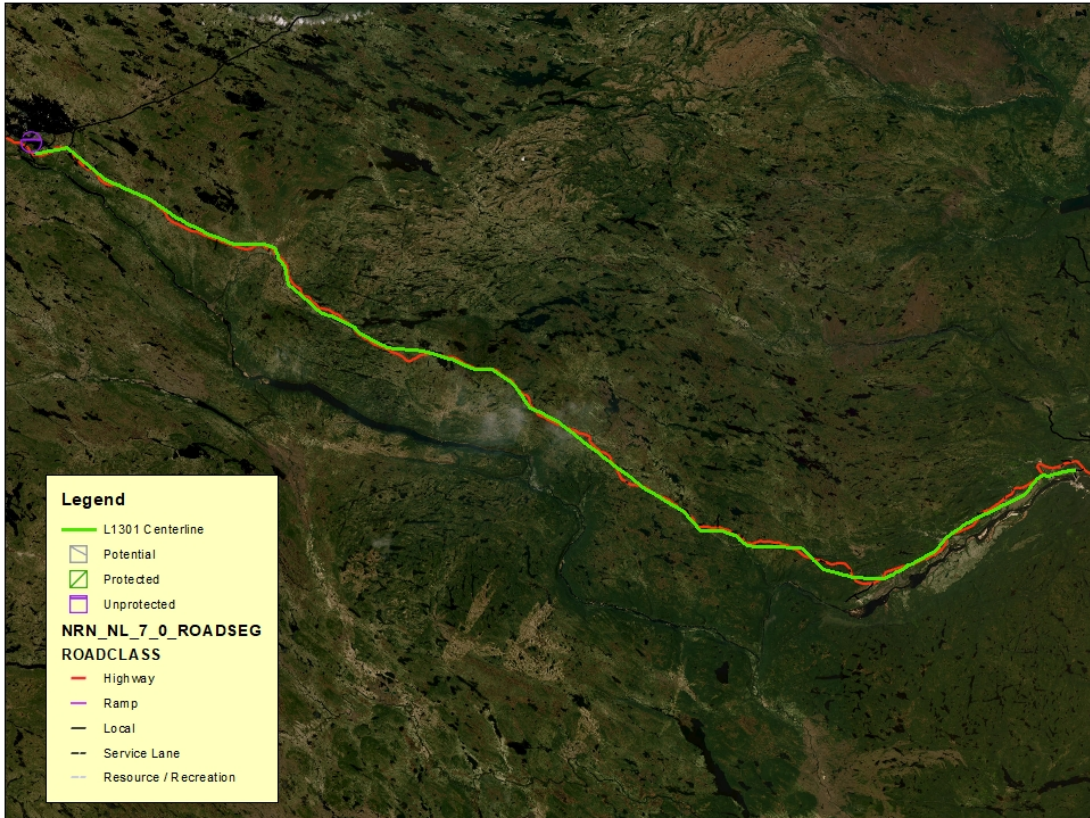 Legend
L1301 Centerline
Potential
Protected
Unprotected
NRN_NL_7_0_ROADSEG
ROADCLASS
Highway
Ramp
Local
Service Lane
Resource / Recreation